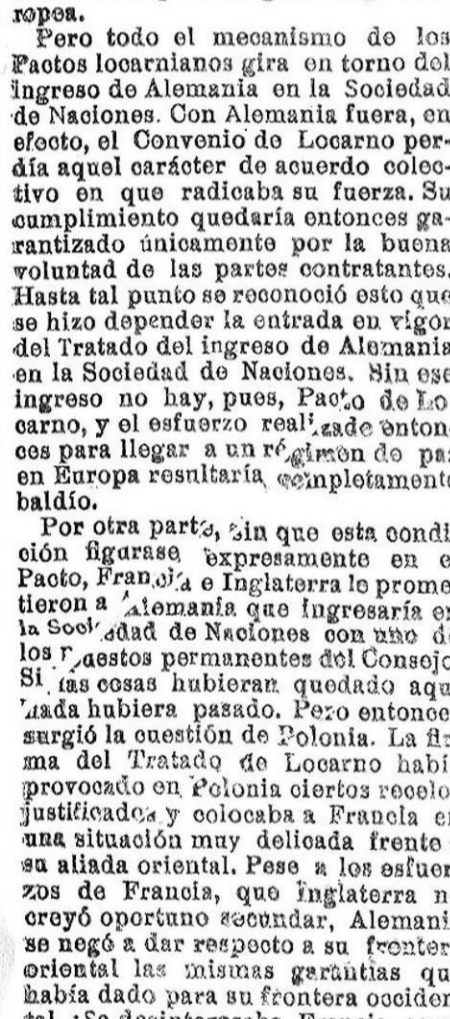 ropea.
Pero todo el mecanismo de los
Pactos locarnianos gira en torno del
ingreso de Alemania en la Sociedad
de Naciones. Con Alemania fuera, en
efecto, el Convenio de Locarno per-
día aquel carácter de acuerdo colec-
tivo en que radicaba su fuerza. Su
cumplimiento quedaría entonces ga-
rantizado únicamente por la buena
voluntad de las partes contratantes.
Hasta tal punto se reconoció esto que
se hizo depender la entrada en vigor
del Tratado del ingreso de Alemania
en la Sociedad de Naciones. Sin ese
ingreso no hay, pues, Pacto de Lo
carno, y el esfuerzo realizado enton-
ces para llegar a un régimen de paz
en Europa resultaría completamente
baldío.
Por otra parte, sin que esta condi
ción figurase expresamente en e
Pacto, Francia e Inglaterra le prome
tieron a Alemania que ingresaría en
la Sociedad de Naciones con uno de
los puestos permanentes del Consejo
Si las cosas hubieran quedado aqu
nada hubiera pasado. Pero entonce
surgió la cuestión de Polonia. La fir
ma del Tratado de Locarno habí
provocado en Polonia ciertos recelo
justificados y colocaba a Francia en
una situación muy delicada frente
su aliada oriental. Pese a los esfuer
zos de Francia, que Inglaterra n
creyó oportuno secundar, Alemani
se negó a dar respecto a su fronter
oriental las mismas garantías qu
había dado para su frontera occiden